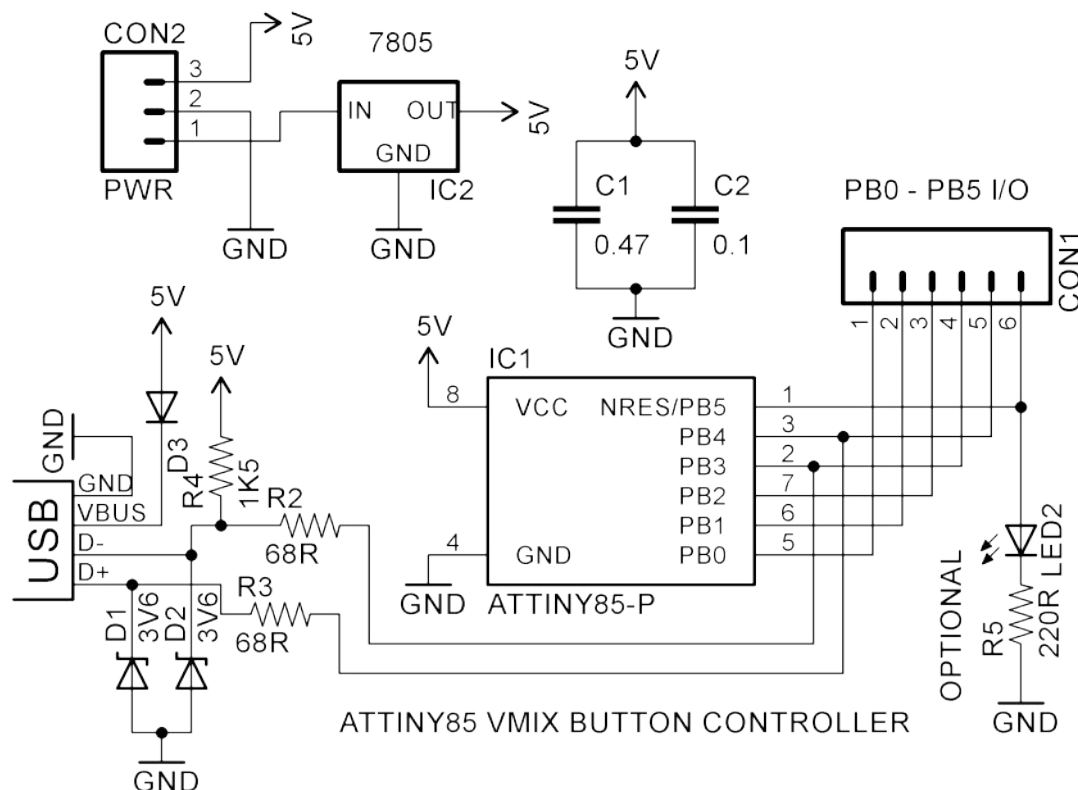 CON2
3
2
1
PWR
5V
GND
7805
IN
OUT
GND
IC2
5V
GND
5V
C1
0.47
C2
0.1
GND
PB0 - PB5 I/O
CON1
1
2
3
4
5
6
5V
IC1
8
VCC
4
GND
GND
NRES/PB5
PB4
PB3
PB2
PB1
PB0
1
3
2
7
6
5
ATTINY85-P
5V
D3
5V
R4
1K5
GND
USB
GND
VBUS
D-
D+
R2
68R
R3
68R
D1
3V6
D2
3V6
GND
OPTIONAL
LED2
R5
220R
GND
ATTINY85 VMIX BUTTON CONTROLLER